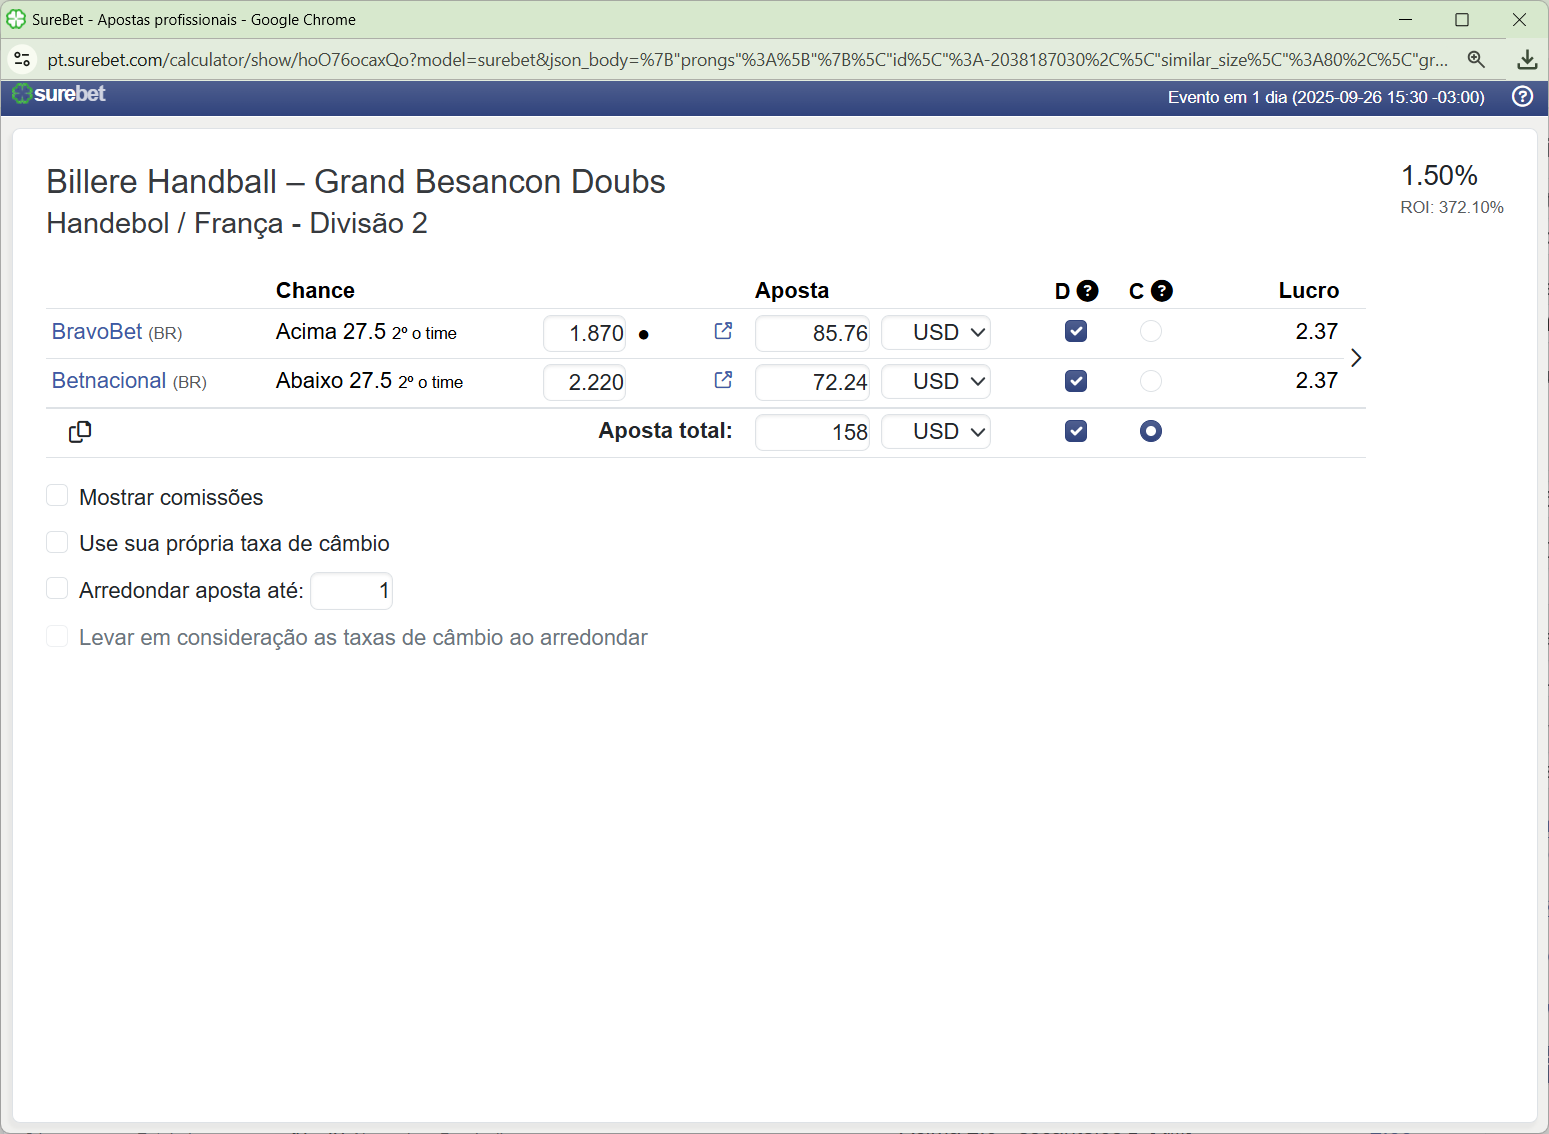 SureBet - Apostas profissionais - Google Chrome
pt.surebet.com/calculator/show/hoO76ocaxQo?model=surebet&json_body=%7B"prongs"%3A%5B"%7B%5C"id%5C"%3A-2038187030%2C%5C"similar_size%5C"%3A80%2C%5C"gr...
surebet
Evento em 1 dia (2025-09-26 15:30 -03:00)
Billere Handball – Grand Besancon Doubs
1.50%
Handebol / França - Divisão 2
ROI: 372.10%
Chance Aposta D ? C ? Lucro
BravoBet (BR) Acima 27.5 2º o time 1.870 ● 85.76 USD 2.37
Betnacional (BR) Abaixo 27.5 2º o time 2.220 72.24 USD 2.37
Aposta total: 158 USD
Mostrar comissões
Use sua própria taxa de câmbio
Arredondar aposta até: 1
Levar em consideração as taxas de câmbio ao arredondar